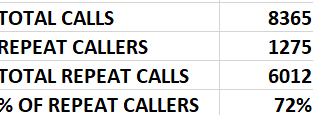 TOTAL CALLS 8365
REPEAT CALLERS 1275
TOTAL REPEAT CALLS 6012
% OF REPEAT CALLERS 72%